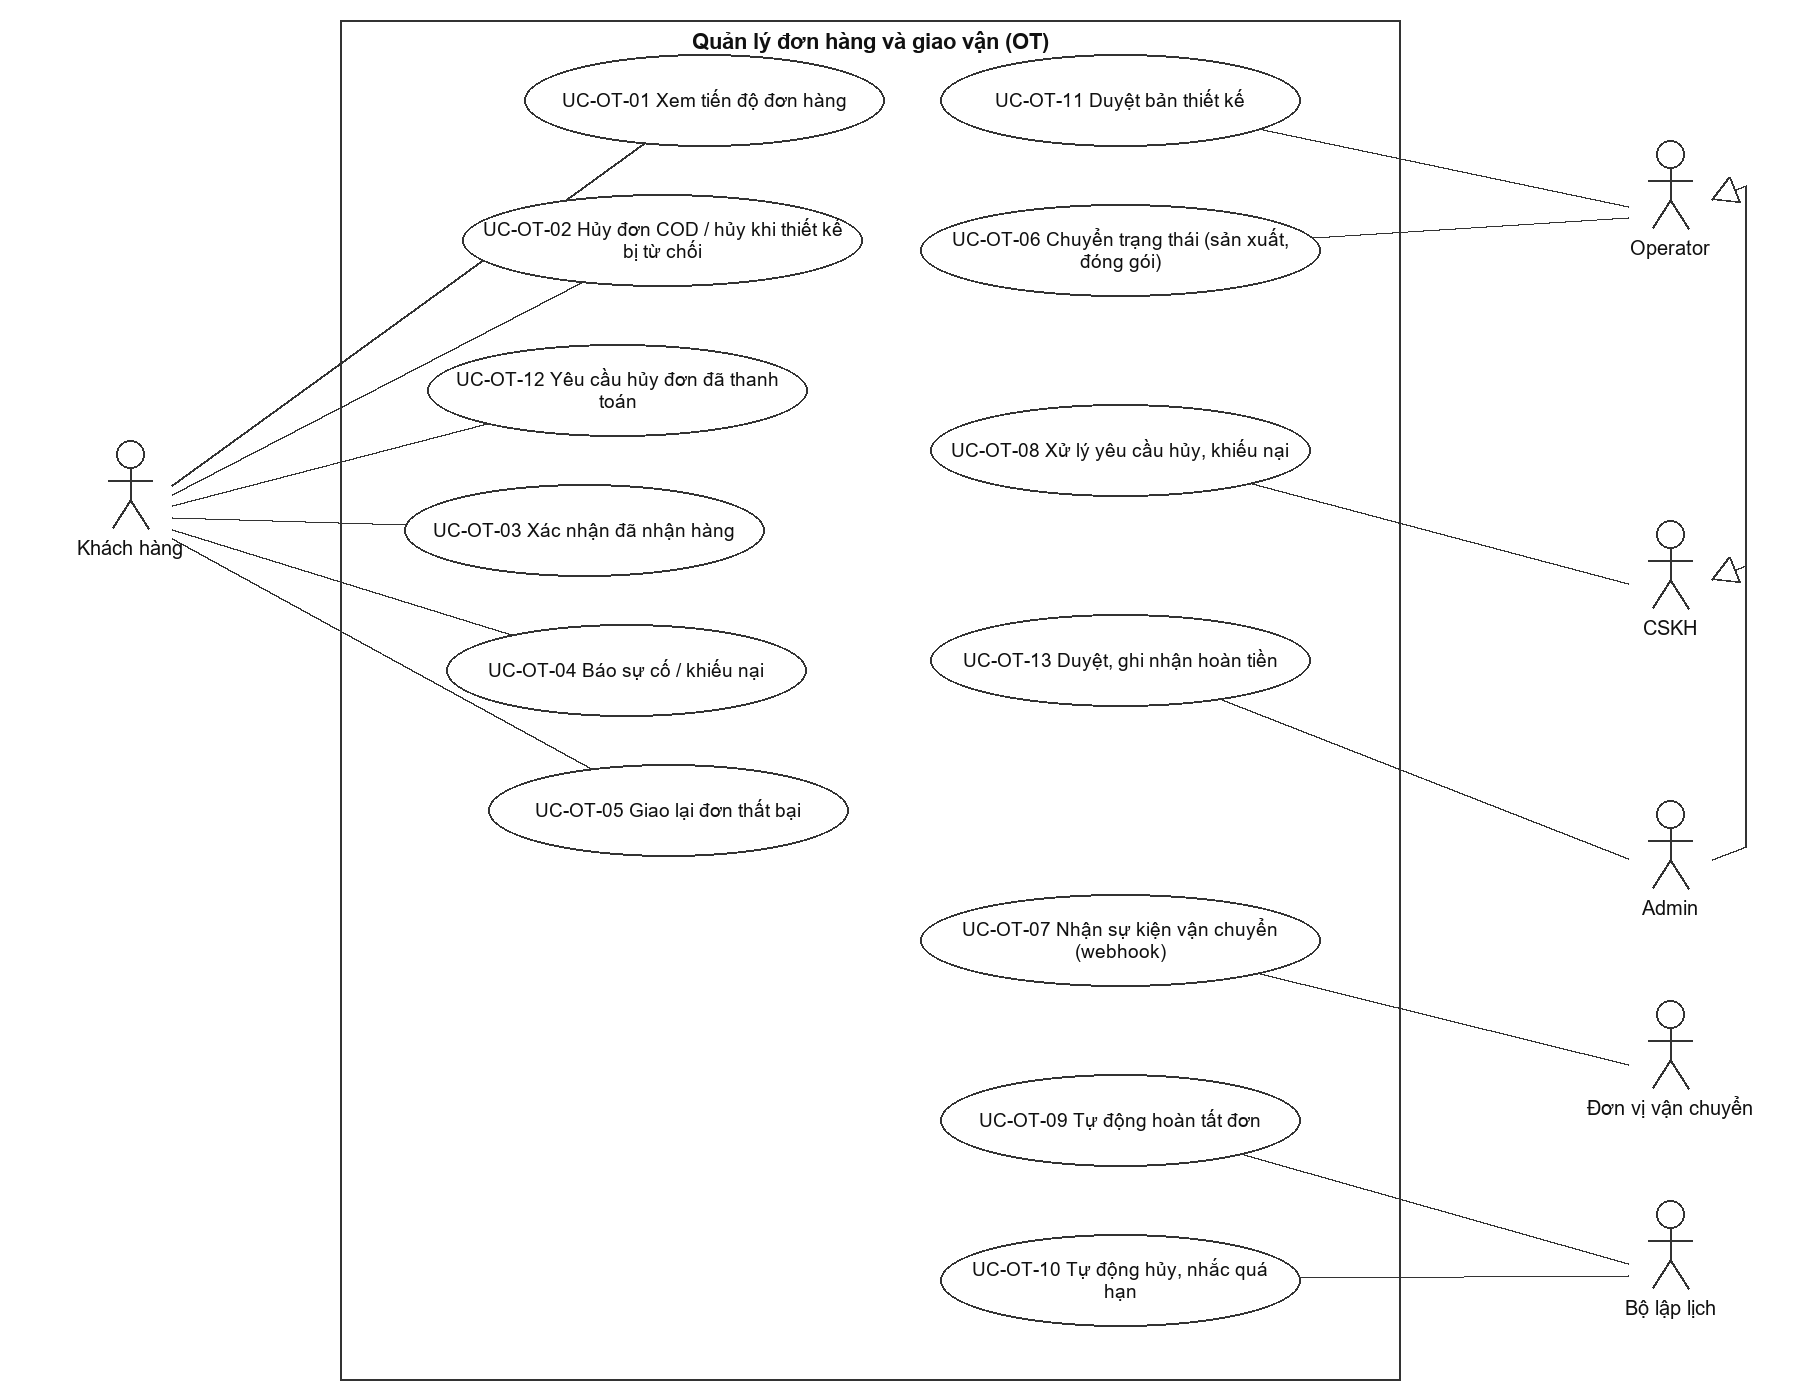 Quản lý đơn hàng và giao vận (OT)
UC-OT-01 Xem tiến độ đơn hàng
UC-OT-11 Duyệt bản thiết kế
UC-OT-02 Hủy đơn COD / hủy khi thiết kế
bị từ chối
UC-OT-06 Chuyển trạng thái (sản xuất,
đóng gói)
Operator
UC-OT-12 Yêu cầu hủy đơn đã thanh
toán
UC-OT-08 Xử lý yêu cầu hủy, khiếu nại
Khách hàng
UC-OT-03 Xác nhận đã nhận hàng
CSKH
UC-OT-04 Báo sự cố / khiếu nại
UC-OT-13 Duyệt, ghi nhận hoàn tiền
UC-OT-05 Giao lại đơn thất bại
Admin
UC-OT-07 Nhận sự kiện vận chuyển
(webhook)
Đơn vị vận chuyển
UC-OT-09 Tự động hoàn tất đơn
UC-OT-10 Tự động hủy, nhắc quá
hạn
Bộ lập lịch